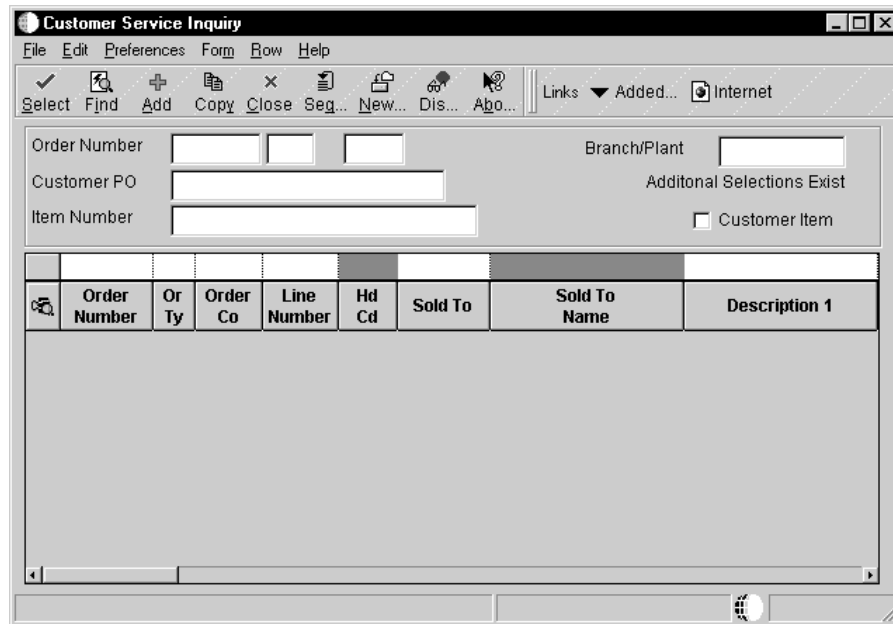 Customer Service Inquiry
File Edit Preferences Form Row Help
Select Find Add Copy Close Seg... New... Dis... Abo... Links Added... Internet
Order Number Branch/Plant
Customer PO Additonal Selections Exist
Item Number Customer Item
Order Number Or Ty Order Co Line Number Hd Cd Sold To Sold To Name Description 1